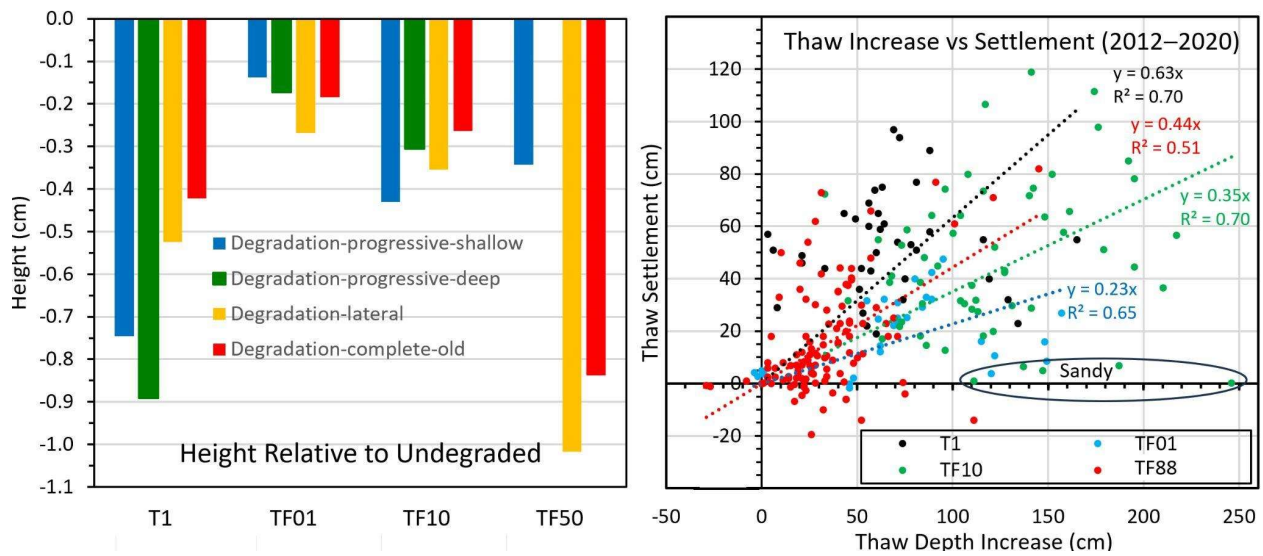 0.0
-0.1
-0.2
-0.3
-0.4
-0.5
-0.6
-0.7
-0.8
-0.9
-1.0
-1.1
Height (cm)
Degradation-progressive-shallow
Degradation-progressive-deep
Degradation-lateral
Degradation-complete-old
Height Relative to Undegraded
T1 TF01 TF10 TF50
Thaw Increase vs Settlement (2012–2020)
120
100
80
60
40
20
0
-20
Thaw Settlement (cm)
y = 0.63x
R² = 0.70
y = 0.44x
R² = 0.51
y = 0.35x
R² = 0.70
y = 0.23x
R² = 0.65
Sandy
T1 TF01
TF10 TF88
-50 0 50 100 150 200 250
Thaw Depth Increase (cm)